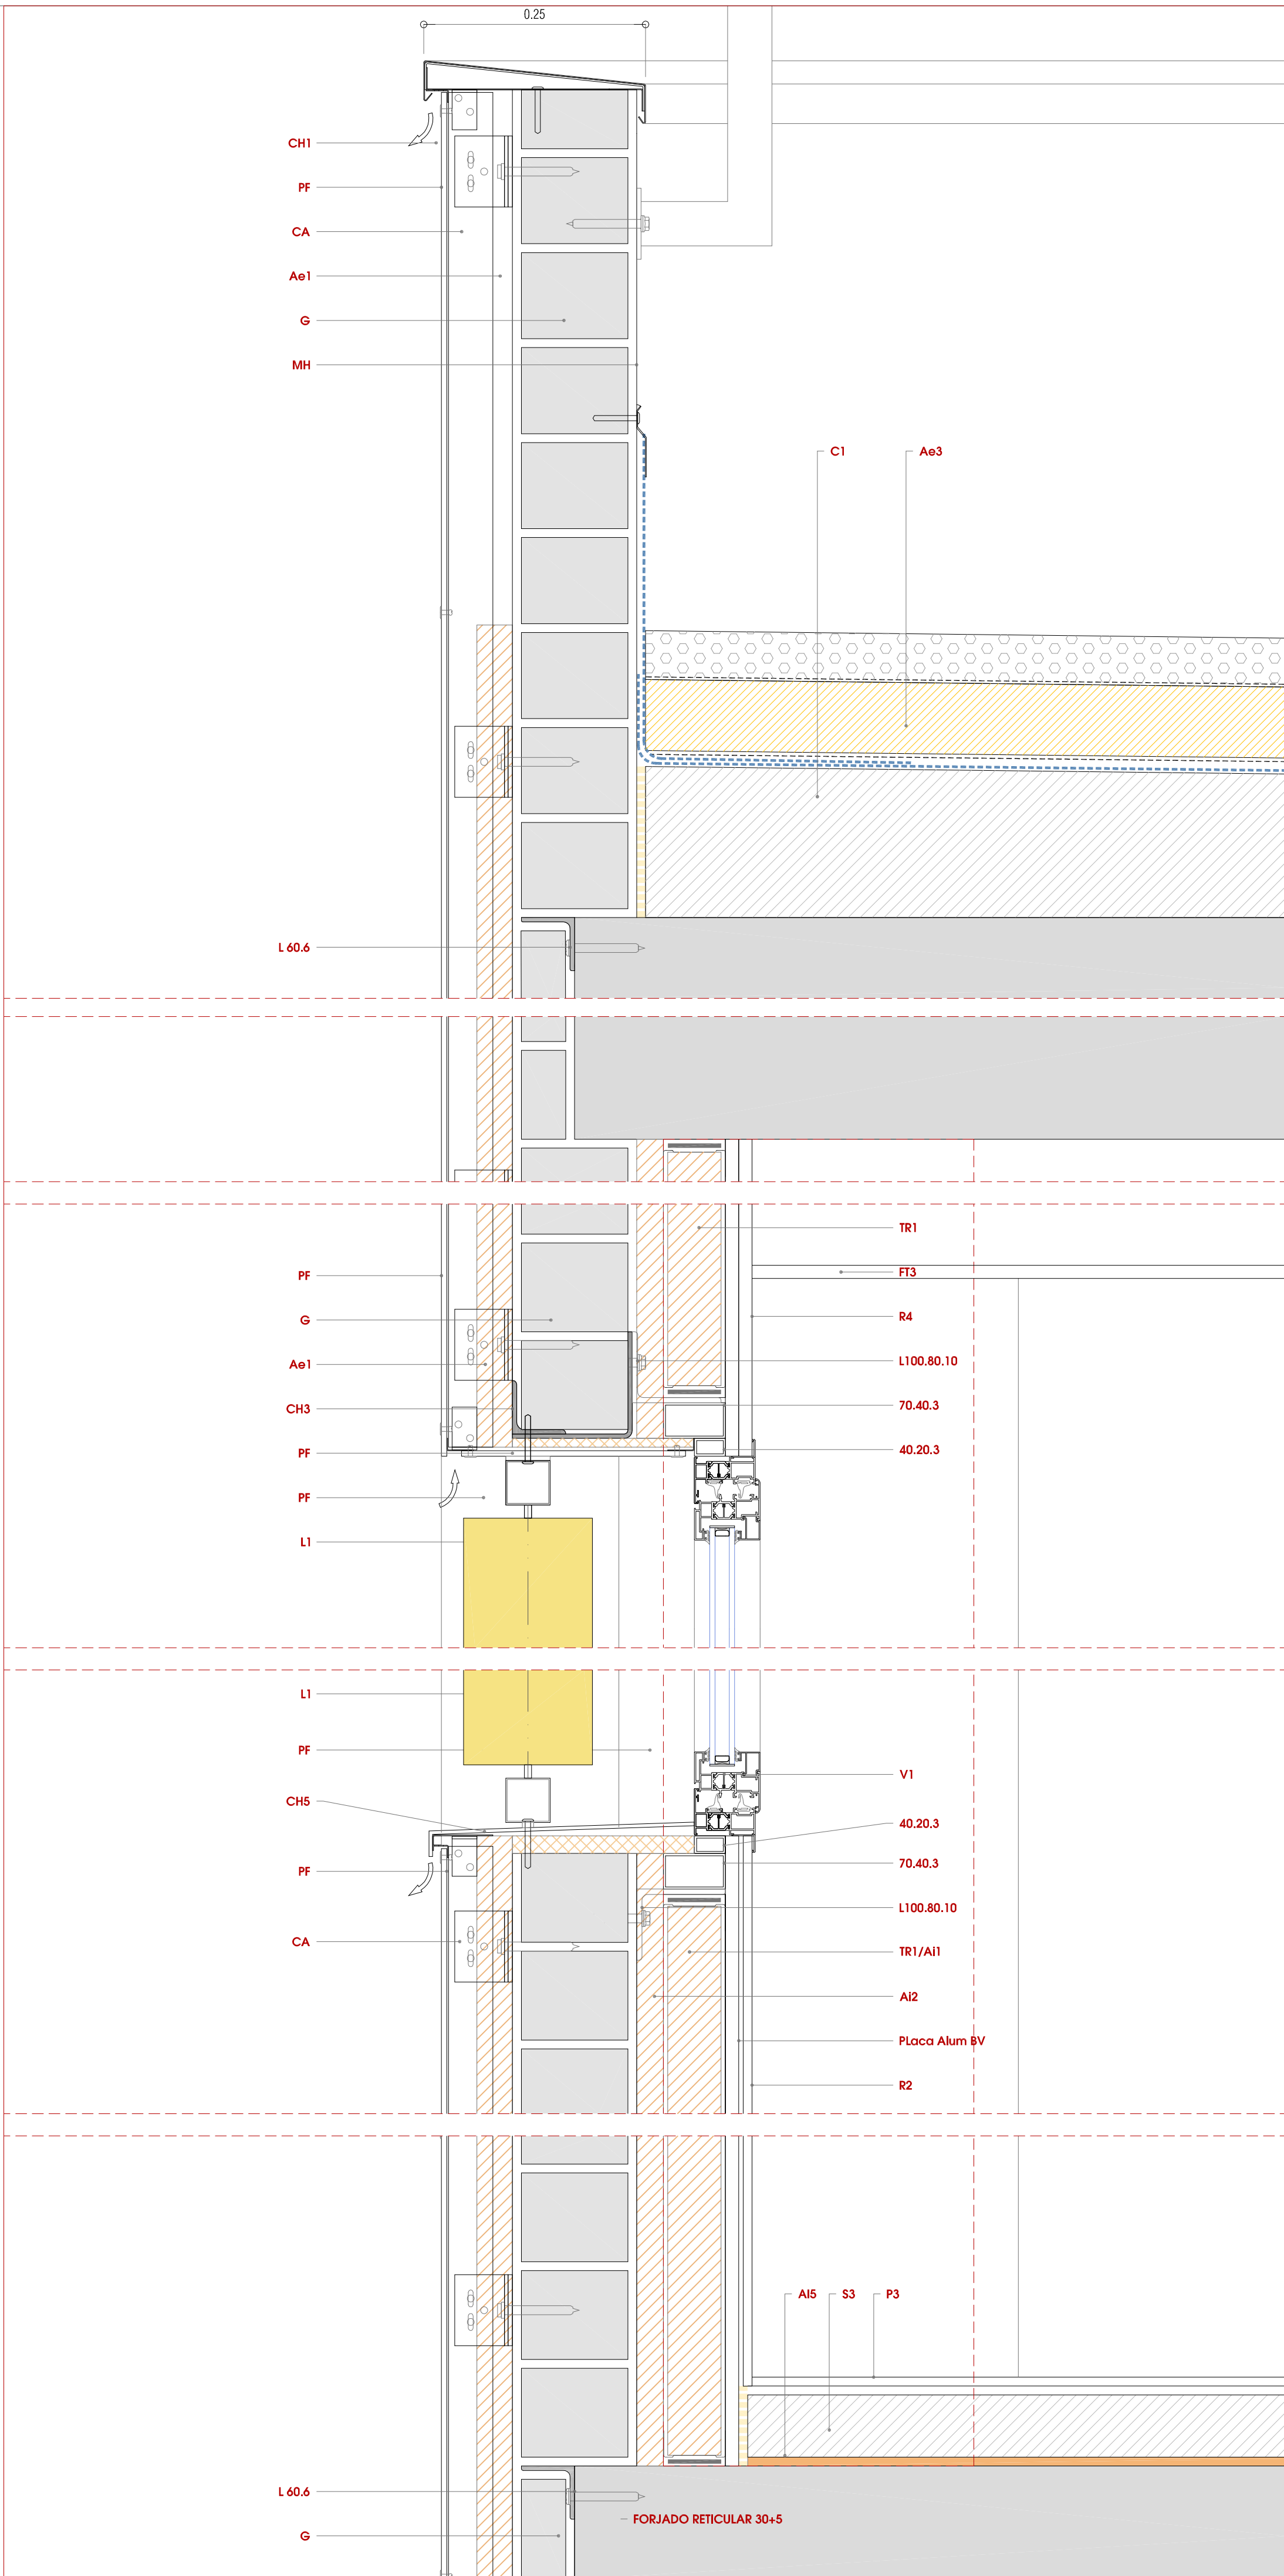 0.25
CH1
PF
CA
Ae1
G
MH
C1 Ae3
L 60.6
TR1
FT3
PF
R4
G
L100.80.10
Ae1
70.40.3
CH3
40.20.3
PF
PF
L1
L1
PF
V1
CH5
40.20.3
70.40.3
PF
L100.80.10
CA
TR1/Ai1
Ai2
PLaca Alum BV
R2
AI5 S3 P3
L 60.6
FORJADO RETICULAR 30+5
G